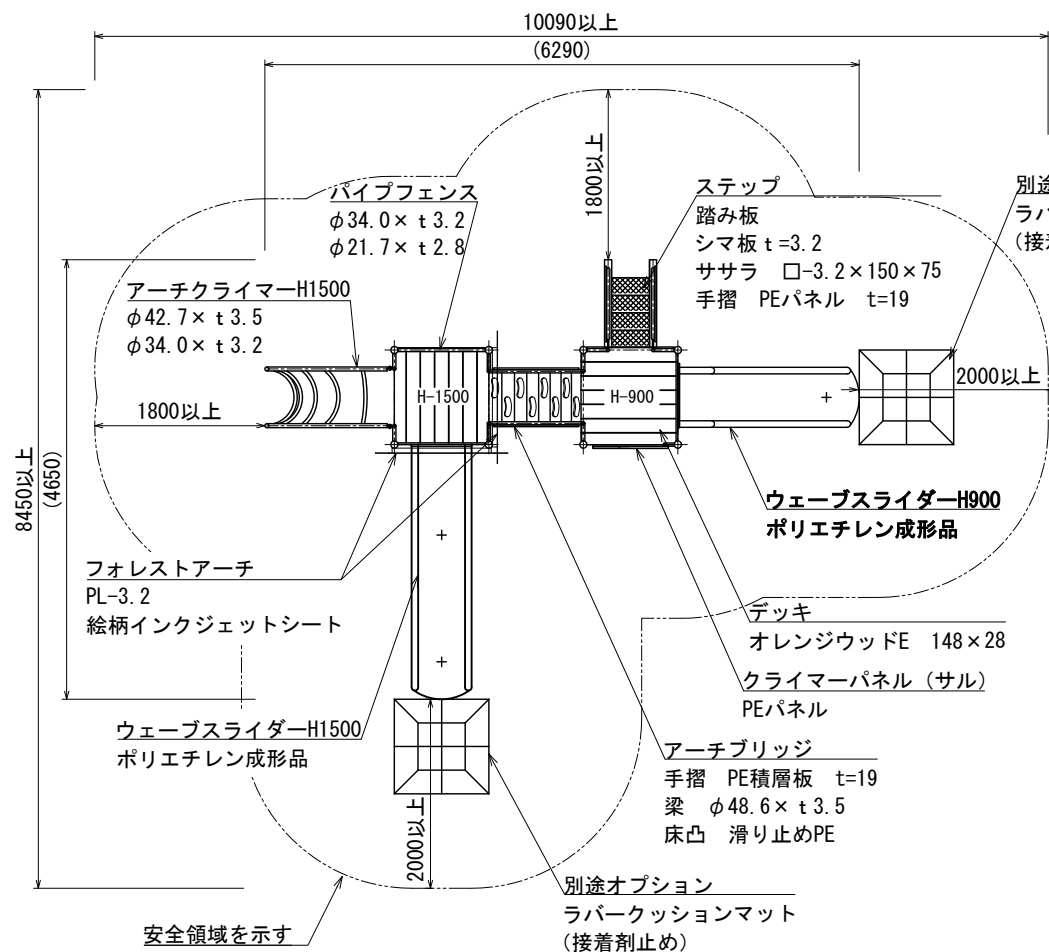 10090以上
(6290)
1800以上
パイプフェンス
φ34.0×ｔ3.2
φ21.7×ｔ2.8
ステップ
踏み板
シマ板ｔ=3.2
ササラ　□-3.2×150×75
手摺　PEパネル　t=19
別途
ラバ
(接着
アーチクライマーH1500
φ42.7×ｔ3.5
φ34.0×ｔ3.2
H-1500
H-900
2000以上
1800以上
8450以上
(4650)
ウェーブスライダーH900
ポリエチレン成形品
フォレストアーチ
PL-3.2
絵柄インクジェットシート
デッキ
オレンジウッドE　148×28
クライマーパネル（サル）
PEパネル
ウェーブスライダーH1500
ポリエチレン成形品
アーチブリッジ
手摺　PE積層板　t=19
梁　φ48.6×ｔ3.5
床凸　滑り止めPE
2000以上
別途オプション
ラバークッションマット
(接着剤止め)
安全領域を示す